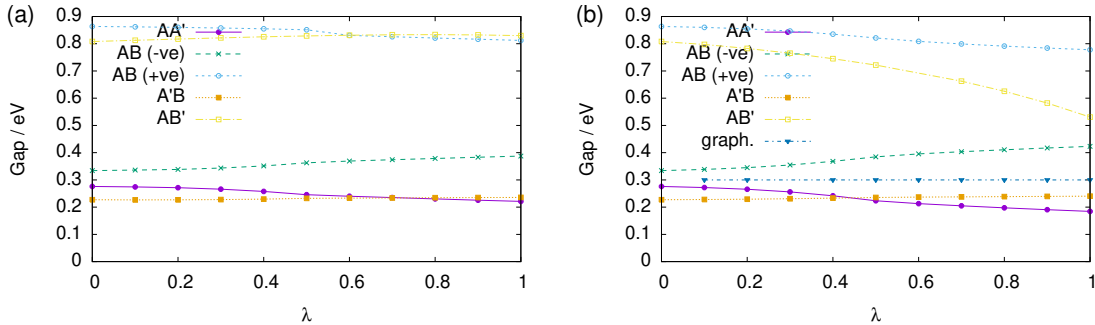 (a)
Gap / eV
0.9
0.8
0.7
0.6
0.5
0.4
0.3
0.2
0.1
0
AA'
AB (-ve)
AB (+ve)
A'B
AB'
0 0.2 0.4 0.6 0.8 1
λ
(b)
Gap / eV
0.9
0.8
0.7
0.6
0.5
0.4
0.3
0.2
0.1
0
AA'
AB (-ve)
AB (+ve)
A'B
AB'
graph.
0 0.2 0.4 0.6 0.8 1
λ